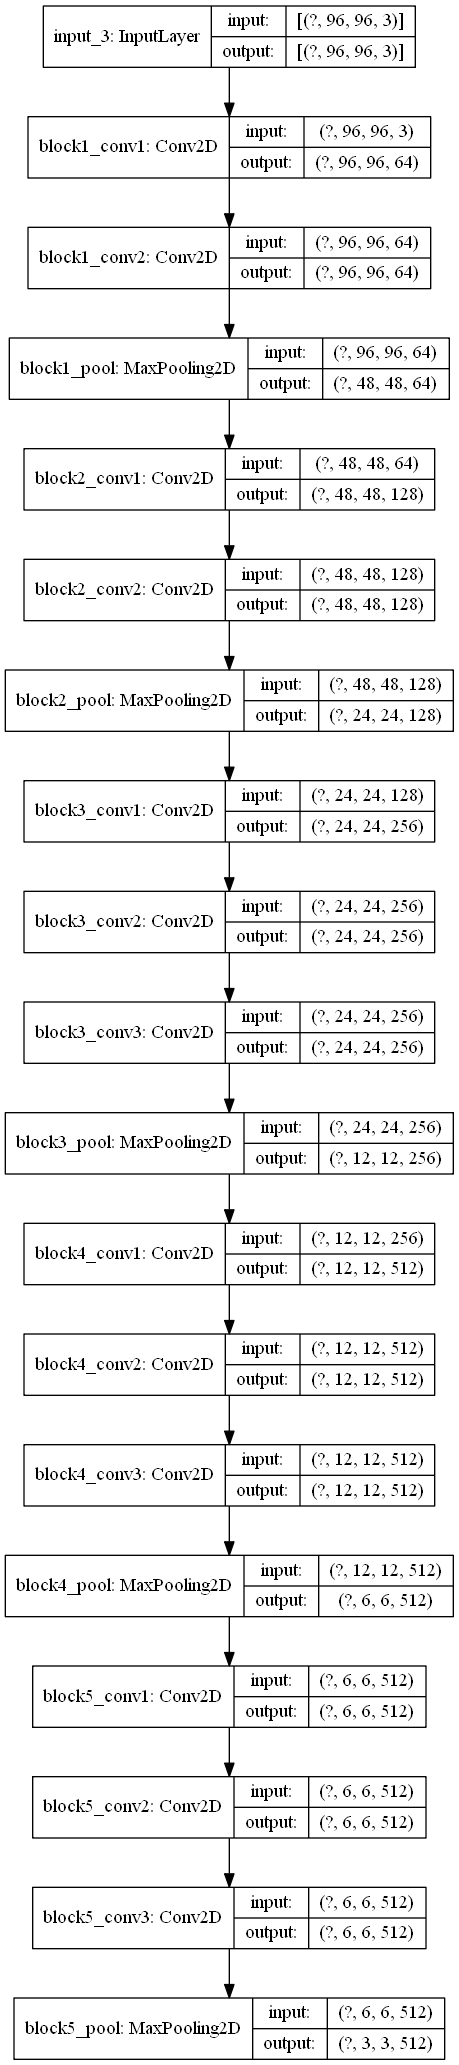 input_3: InputLayer
input: [(?, 96, 96, 3)]
output: [(?, 96, 96, 3)]
block1_conv1: Conv2D
input: (?, 96, 96, 3)
output: (?, 96, 96, 64)
block1_conv2: Conv2D
input: (?, 96, 96, 64)
output: (?, 96, 96, 64)
block1_pool: MaxPooling2D
input: (?, 96, 96, 64)
output: (?, 48, 48, 64)
block2_conv1: Conv2D
input: (?, 48, 48, 64)
output: (?, 48, 48, 128)
block2_conv2: Conv2D
input: (?, 48, 48, 128)
output: (?, 48, 48, 128)
block2_pool: MaxPooling2D
input: (?, 48, 48, 128)
output: (?, 24, 24, 128)
block3_conv1: Conv2D
input: (?, 24, 24, 128)
output: (?, 24, 24, 256)
block3_conv2: Conv2D
input: (?, 24, 24, 256)
output: (?, 24, 24, 256)
block3_conv3: Conv2D
input: (?, 24, 24, 256)
output: (?, 24, 24, 256)
block3_pool: MaxPooling2D
input: (?, 24, 24, 256)
output: (?, 12, 12, 256)
block4_conv1: Conv2D
input: (?, 12, 12, 256)
output: (?, 12, 12, 512)
block4_conv2: Conv2D
input: (?, 12, 12, 512)
output: (?, 12, 12, 512)
block4_conv3: Conv2D
input: (?, 12, 12, 512)
output: (?, 12, 12, 512)
block4_pool: MaxPooling2D
input: (?, 12, 12, 512)
output: (?, 6, 6, 512)
block5_conv1: Conv2D
input: (?, 6, 6, 512)
output: (?, 6, 6, 512)
block5_conv2: Conv2D
input: (?, 6, 6, 512)
output: (?, 6, 6, 512)
block5_conv3: Conv2D
input: (?, 6, 6, 512)
output: (?, 6, 6, 512)
block5_pool: MaxPooling2D
input: (?, 6, 6, 512)
output: (?, 3, 3, 512)